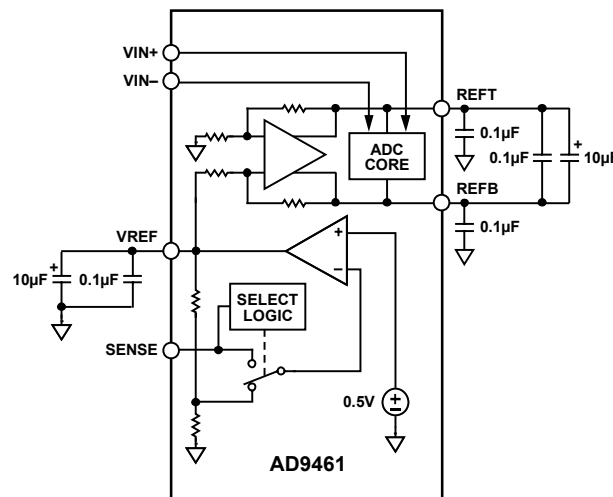 VIN+
VIN–
REFT
0.1µF
ADC
CORE
0.1µF
10µF
+
REFB
0.1µF
VREF
+
10µF
0.1µF
+
–
SELECT
LOGIC
SENSE
0.5V
AD9461